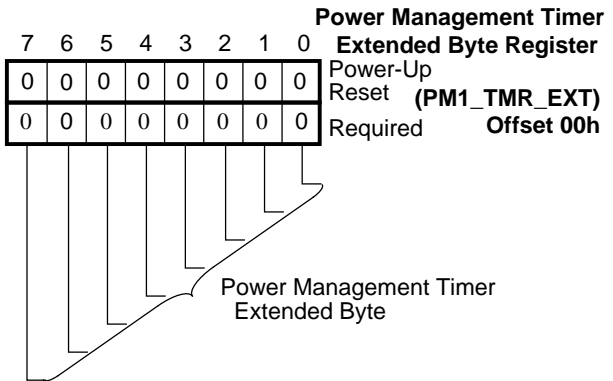 Power Management Timer
7 6 5 4 3 2 1 0 Extended Byte Register
0 0 0 0 0 0 0 0 Power-Up
Reset (PM1_TMR_EXT)
0 0 0 0 0 0 0 0 Required Offset 00h
Power Management Timer
Extended Byte